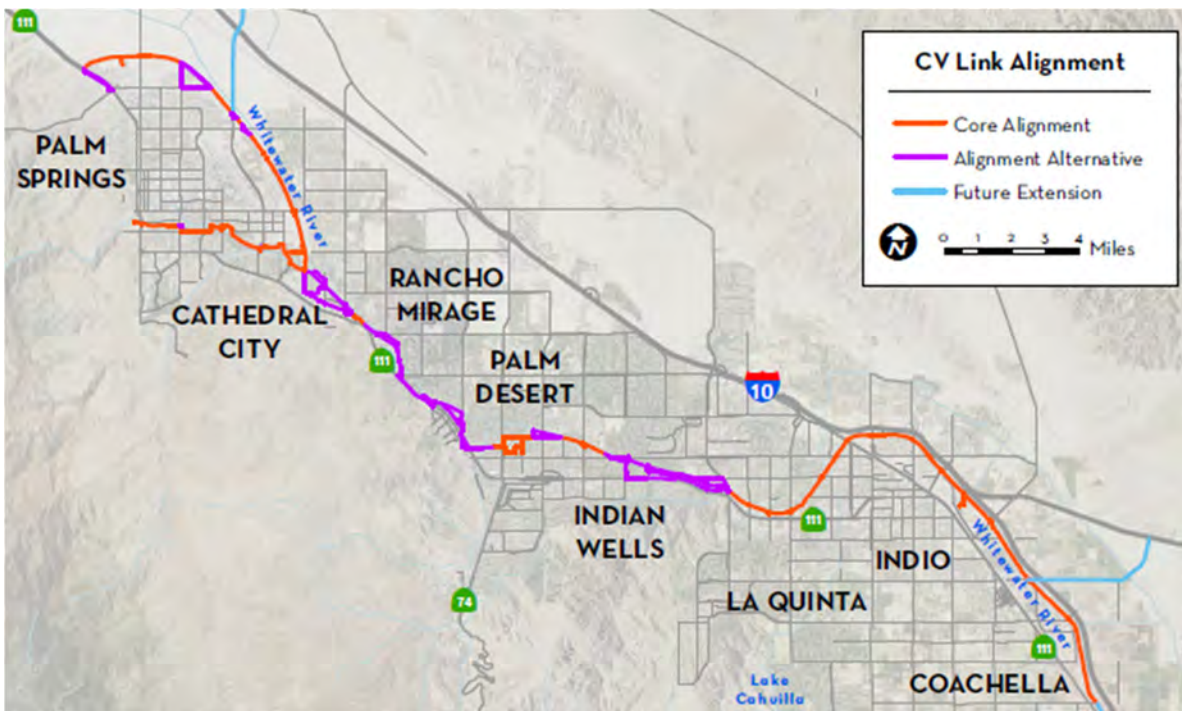 111
CV Link Alignment
Core Alignment
Alignment Alternative
Future Extension
N
0 1 2 3 4 Miles
PALM
SPRINGS
Whitewater River
RANCHO
MIRAGE
CATHEDRAL
CITY
111
PALM
DESERT
10
INDIAN
WELLS
111
INDIO
Whitewater River
74
LA QUINTA
111
Lake
Cahuilla
COACHELLA